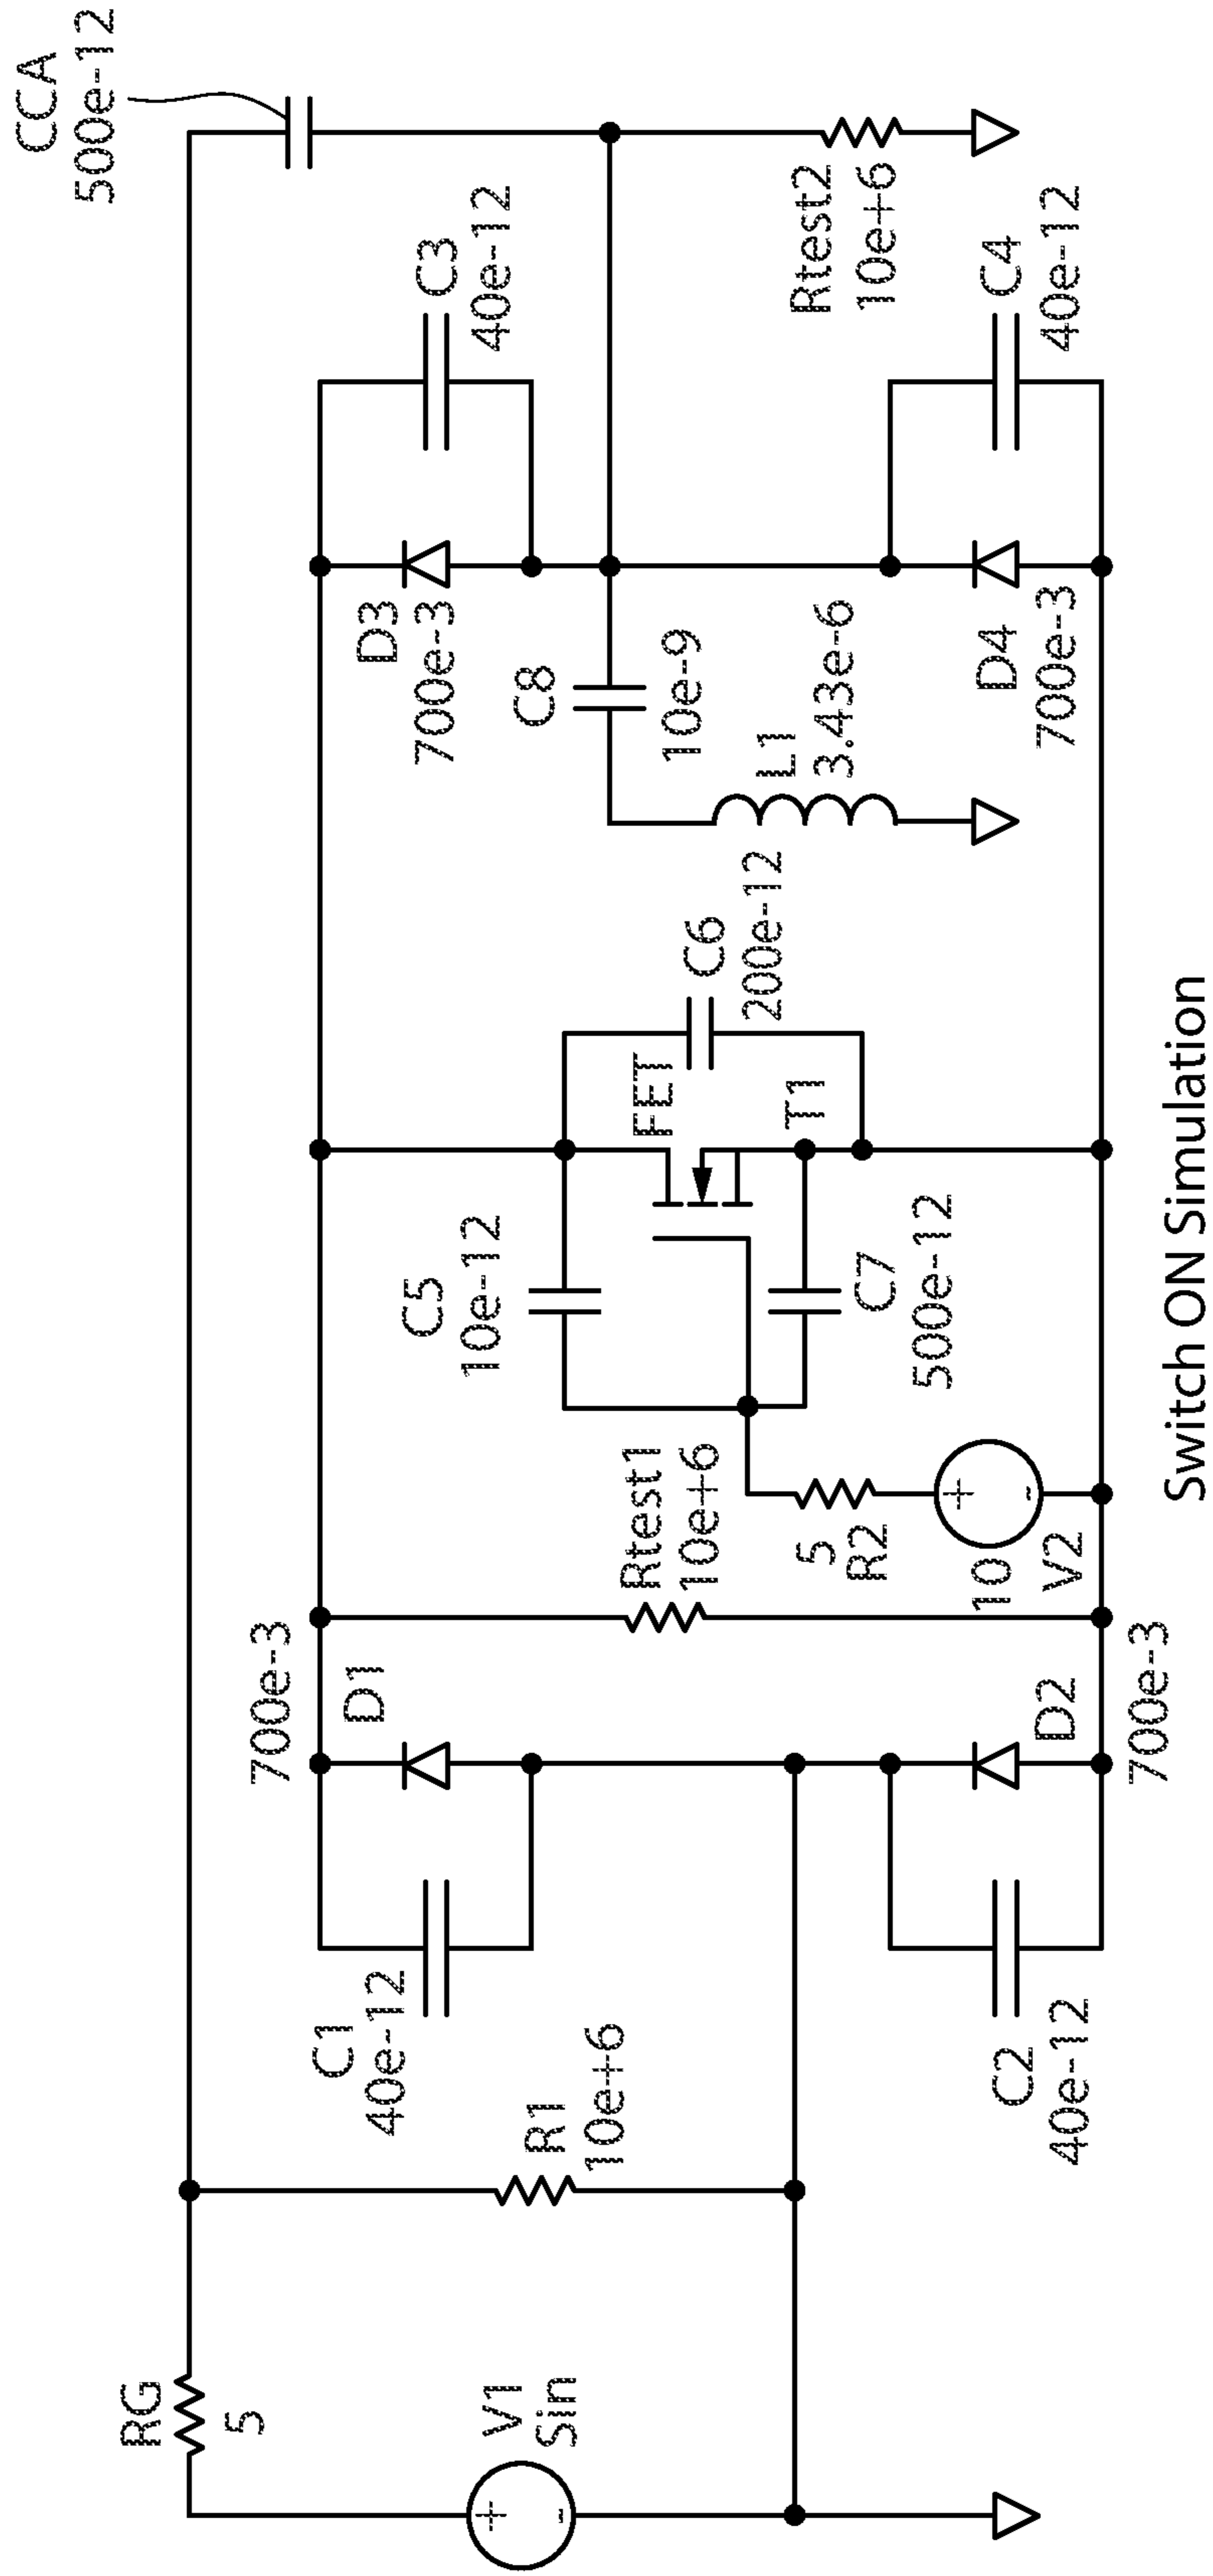 CCA
500e-12
RG
5
V1
Sin
R1
10e+6
C1
40e-12
C2
40e-12
700e-3
D1
D2
700e-3
Rtest1
10e+6
5
R2
10
V2
C5
10e-12
C7
500e-12
FET
T1
C6
200e-12
L1
3.43e-6
C8
10e-9
D3
700e-3
D4
700e-3
C3
40e-12
C4
40e-12
Rtest2
10e+6
+
-
+
-
Switch ON Simulation